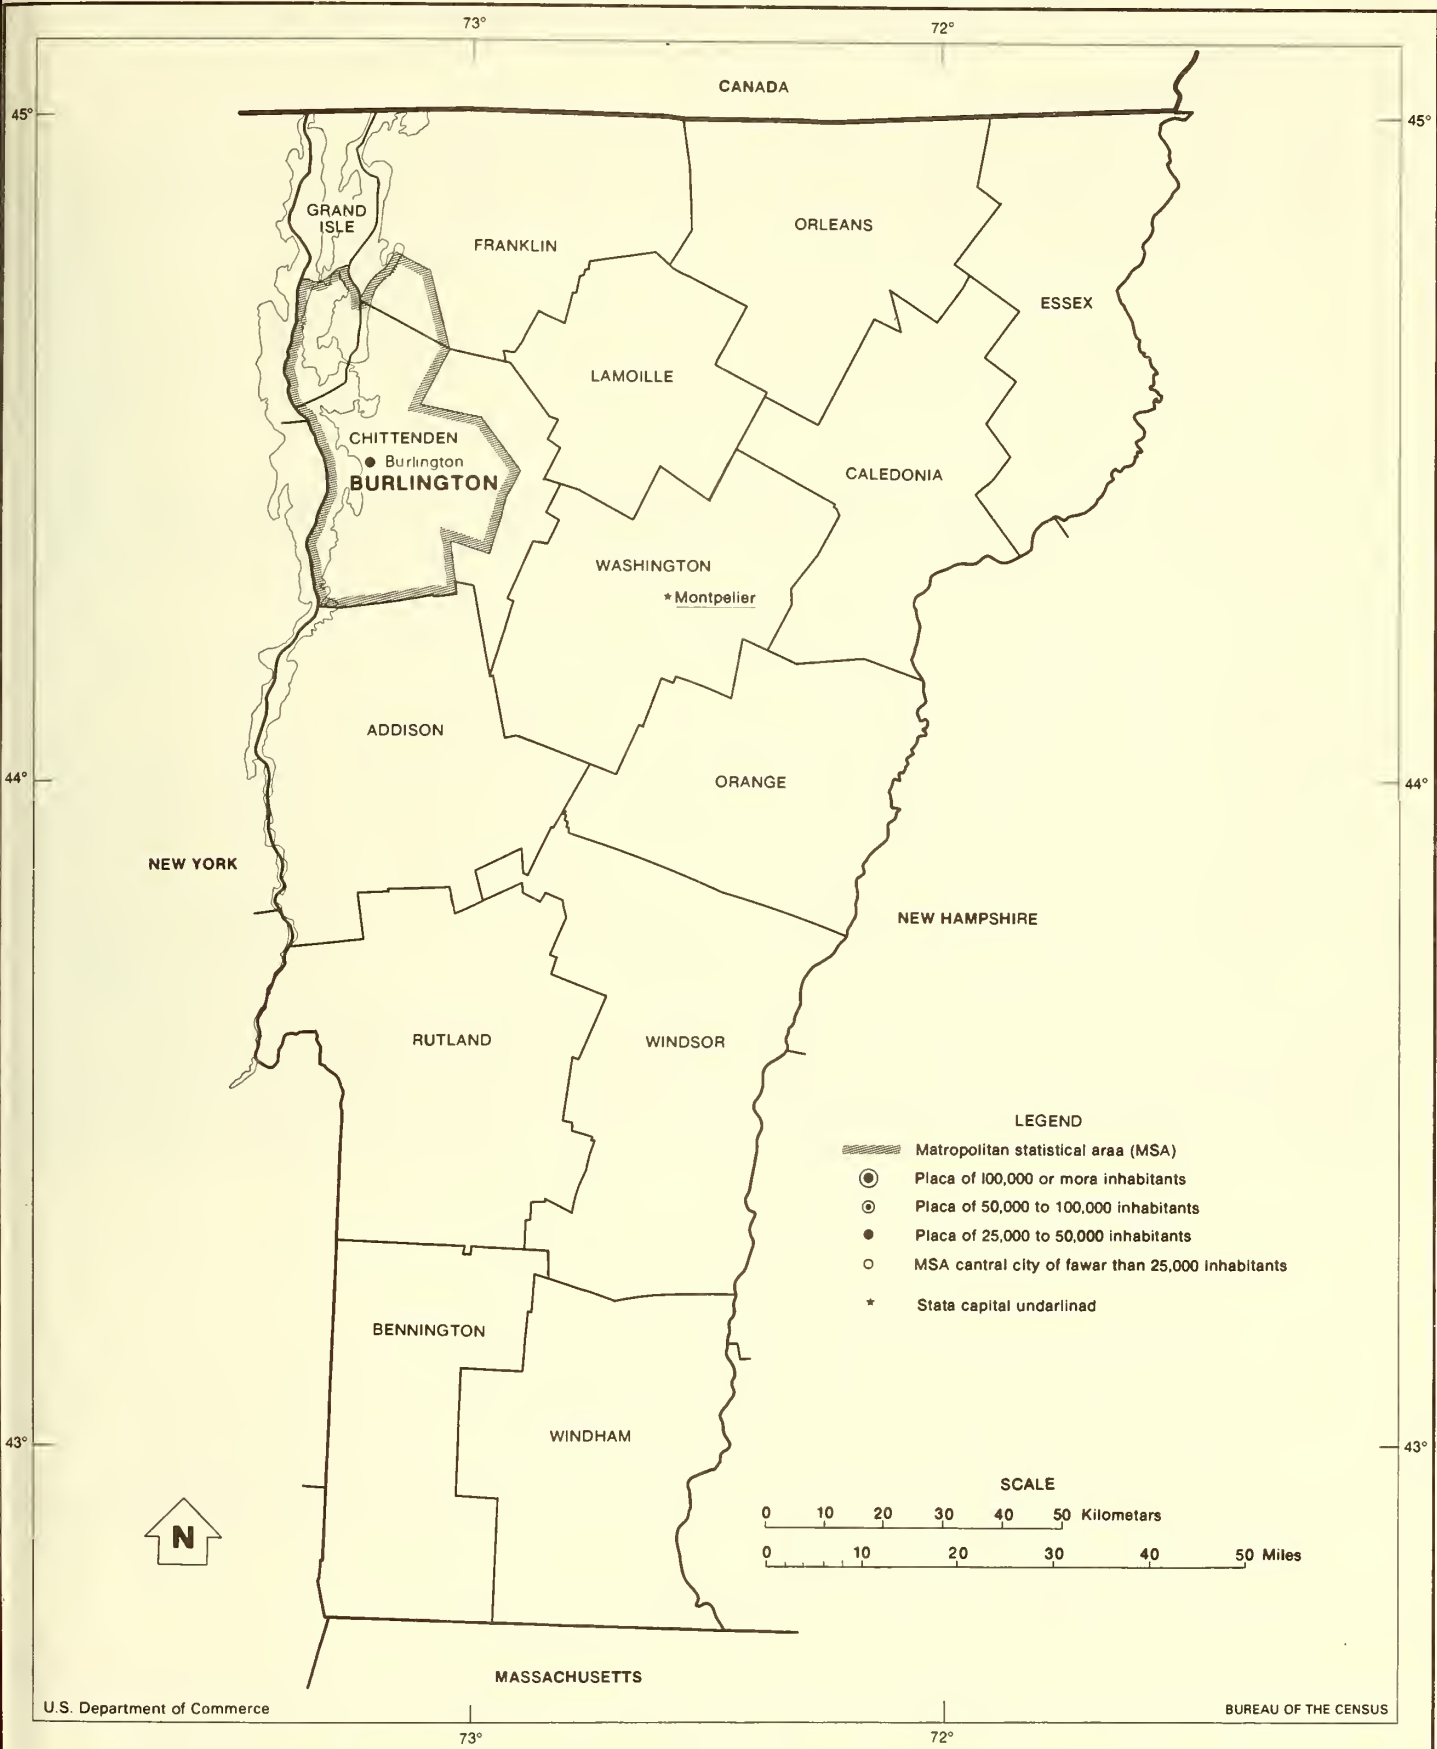 73°
72°
CANADA
45°
45°
GRAND
ISLE
FRANKLIN
ORLEANS
ESSEX
LAMOILLE
CHITTENDEN
Burlington
BURLINGTON
CALEDONIA
WASHINGTON
* Montpelier
ADDISON
44°
ORANGE
44°
NEW YORK
NEW HAMPSHIRE
RUTLAND
WINDSOR
LEGEND
Matropolitan statistical araa (MSA)
Placa of 100,000 or mora inhabitants
Placa of 50,000 to 100,000 inhabitants
Placa of 25,000 to 50,000 inhabitants
MSA cantral city of fawar than 25,000 inhabitants
* Stata capital undarlinad
BENNINGTON
WINDHAM
43°
43°
SCALE
0 10 20 30 40 50 Kilometars
N
0 10 20 30 40 50 Miles
MASSACHUSETTS
U.S. Department of Commerce
BUREAU OF THE CENSUS
73°
72°